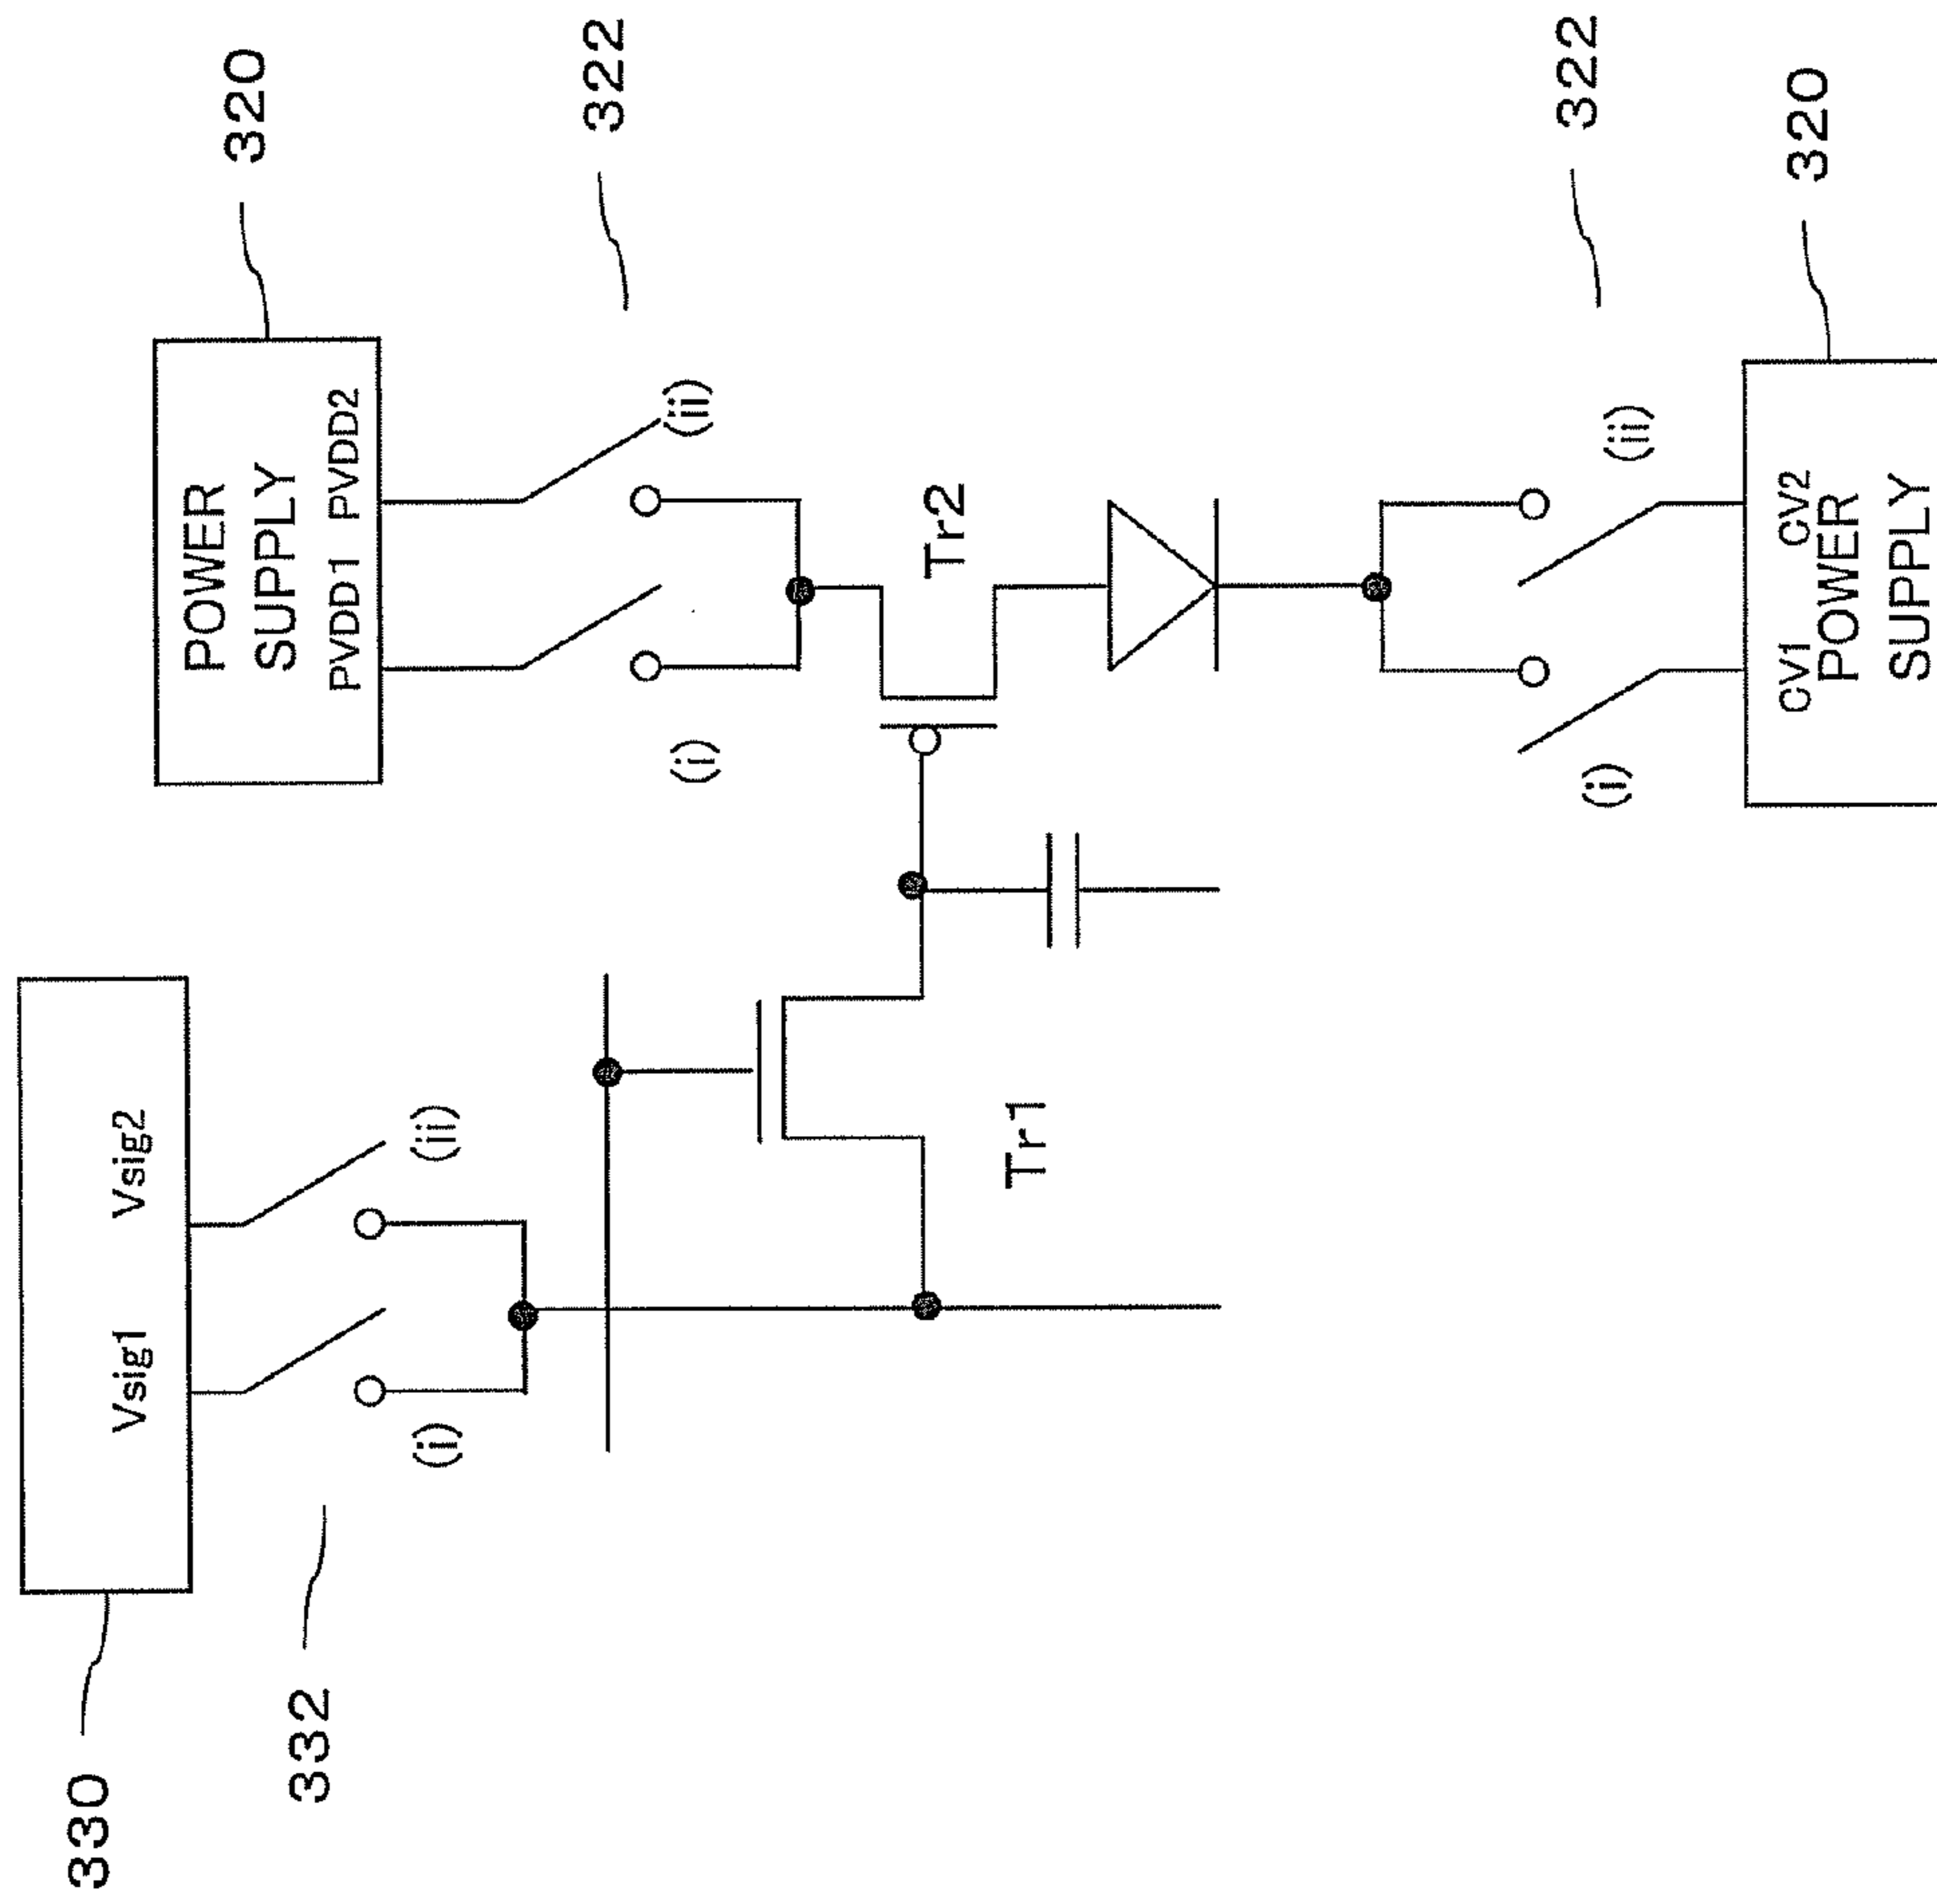 330
332
Vsig1
Vsig2
(i)
(ii)
Tr1
320
322
POWER
SUPPLY
PVDD1
PVDD2
(i)
(ii)
Tr2
322
320
(i)
(ii)
CV1
CV2
POWER
SUPPLY